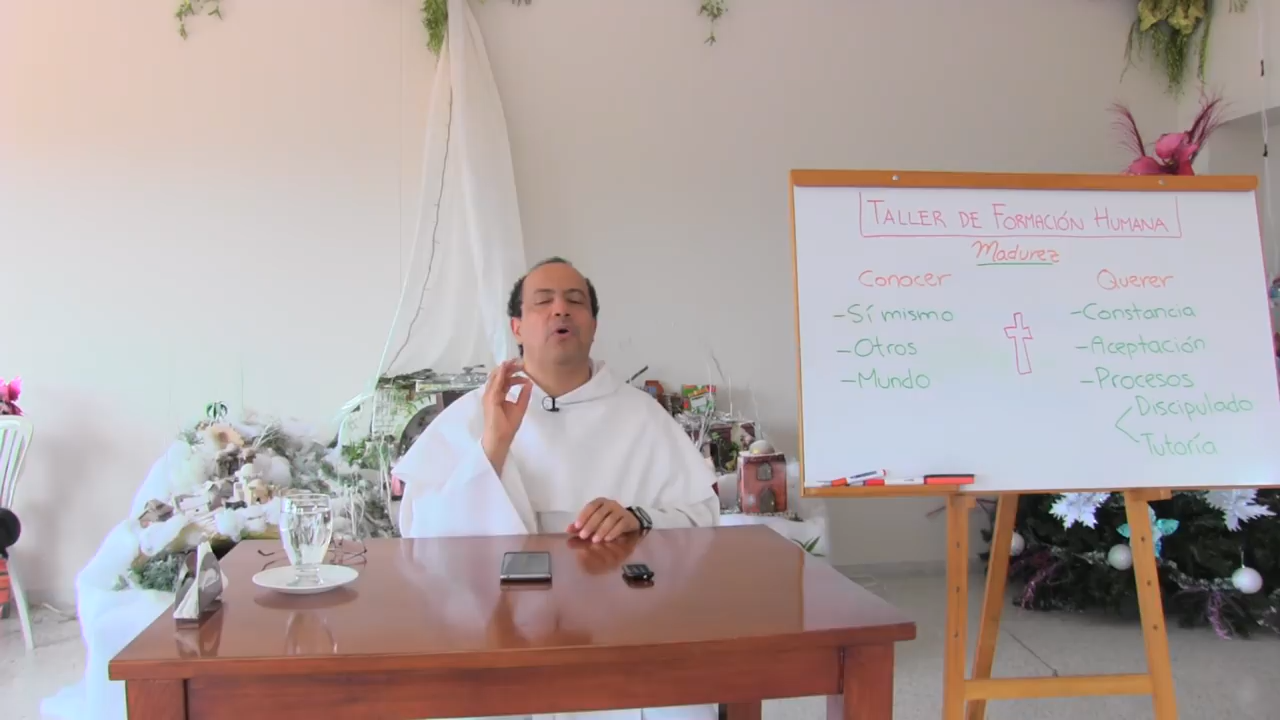 TALLER DE FORMACIÓN HUMANA
Madurez
Conocer
- Sí mismo
- Otros
- Mundo
Querer
- Constancia
- Aceptación
- Procesos
Discipulado
Tutoría